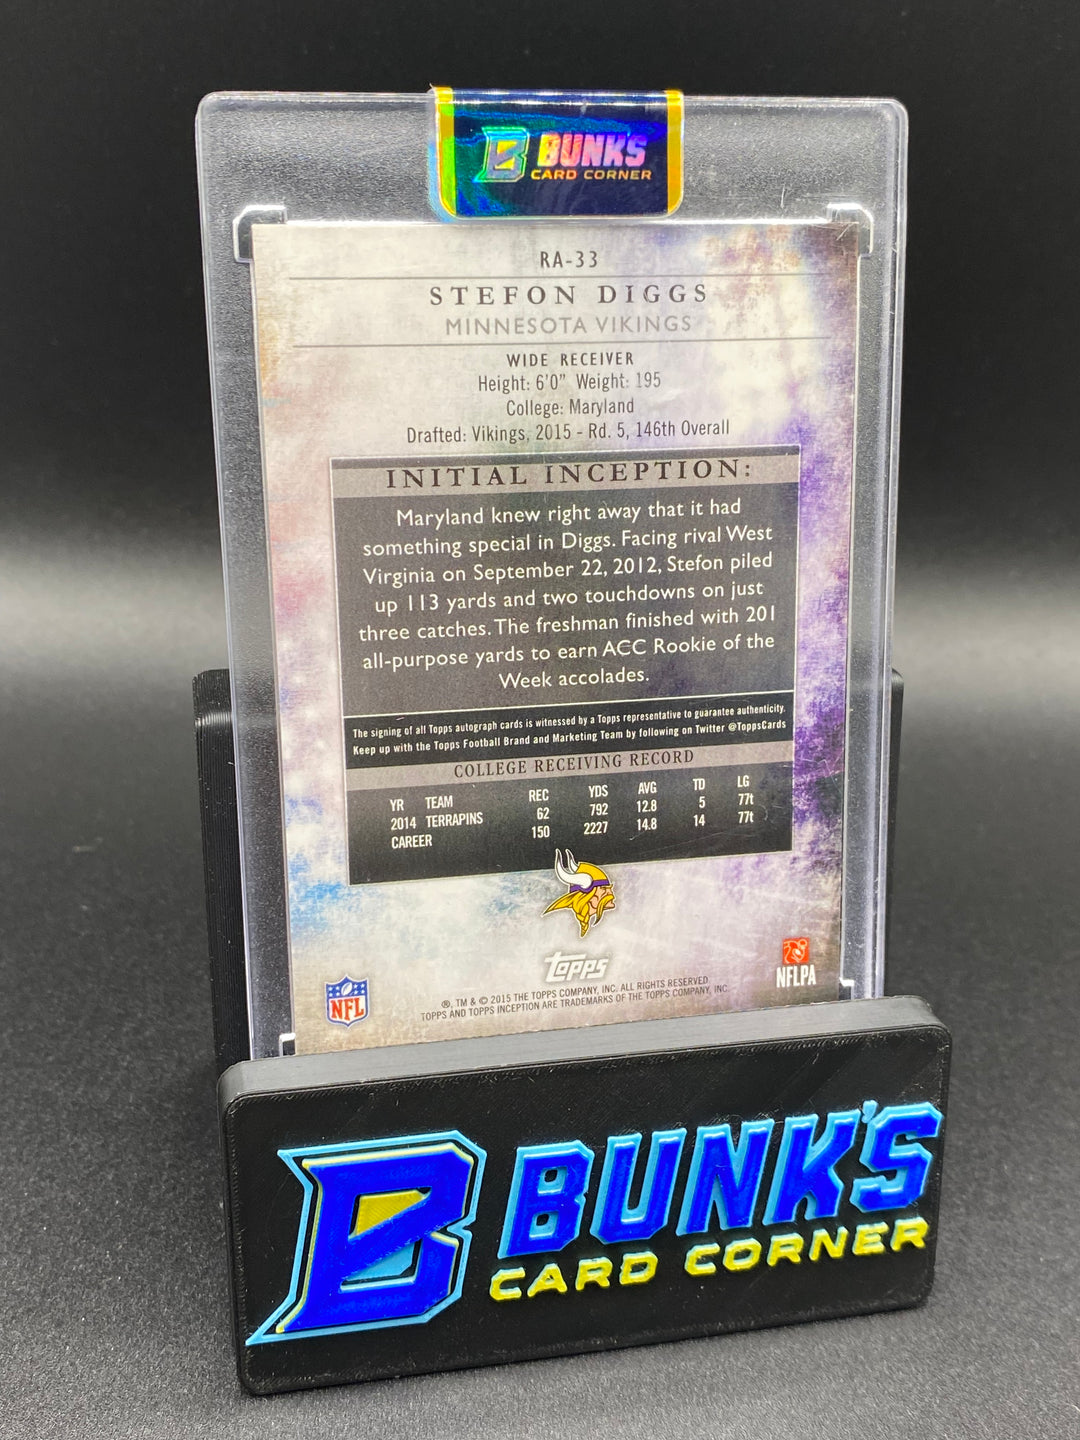 B BUNKS
CARD CORNER
RA-33
STEFON DIGGS
MINNESOTA VIKINGS
WIDE RECEIVER
Height: 6'0" Weight: 195
College: Maryland
Drafted: Vikings, 2015 - Rd. 5, 146th Overall
INITIAL INCEPTION:
Maryland knew right away that it had
something special in Diggs. Facing rival West
Virginia on September 22, 2012, Stefon piled
up 113 yards and two touchdowns on just
three catches. The freshman finished with 201
all-purpose yards to earn ACC Rookie of the
Week accolades.
The signing of all Topps autograph cards is witnessed by a Topps representative to guarantee authenticity.
Keep up with the Topps Football Brand and Marketing Team by following on Twitter @ToppsCards
COLLEGE RECEIVING RECORD
YR TEAM REC YDS AVG TD LG
2014 TERRAPINS 62 792 12.8 5 77t
CAREER 150 2227 14.8 14 77t
Topps
NFL
NFLPA
®, TM & © 2015 THE TOPPS COMPANY, INC. ALL RIGHTS RESERVED
TOPPS AND TOPPS INCEPTION ARE TRADEMARKS OF THE TOPPS COMPANY, INC.
B BUNK'S
CARD CORNER